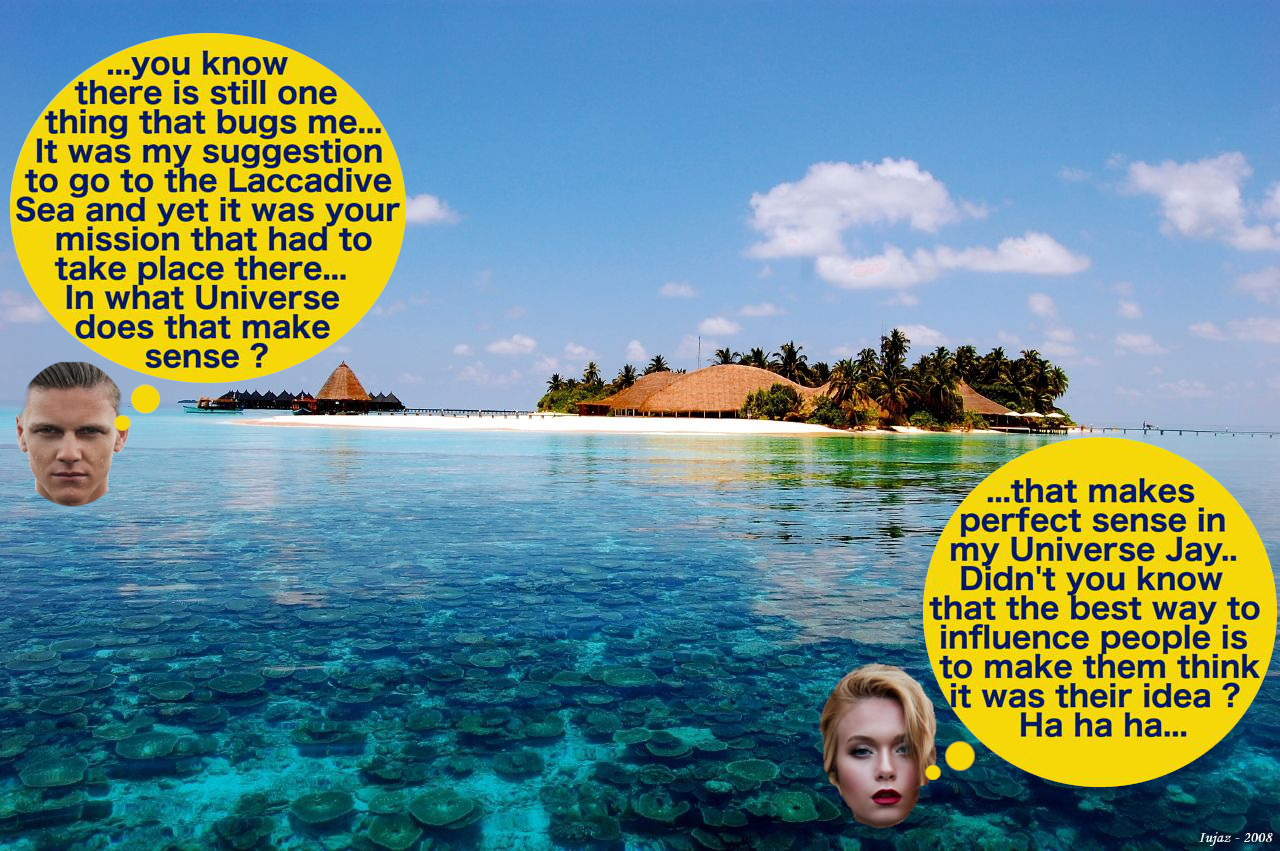 ...you know
there is still one
thing that bugs me...
It was my suggestion
to go to the Laccadive
Sea and yet it was your
mission that had to
take place there...
In what Universe
does that make
sense ?
...that makes
perfect sense in
my Universe Jay..
Didn't you know
that the best way to
influence people is
to make them think
it was their idea ?
Ha ha ha...
Iujaz - 2008